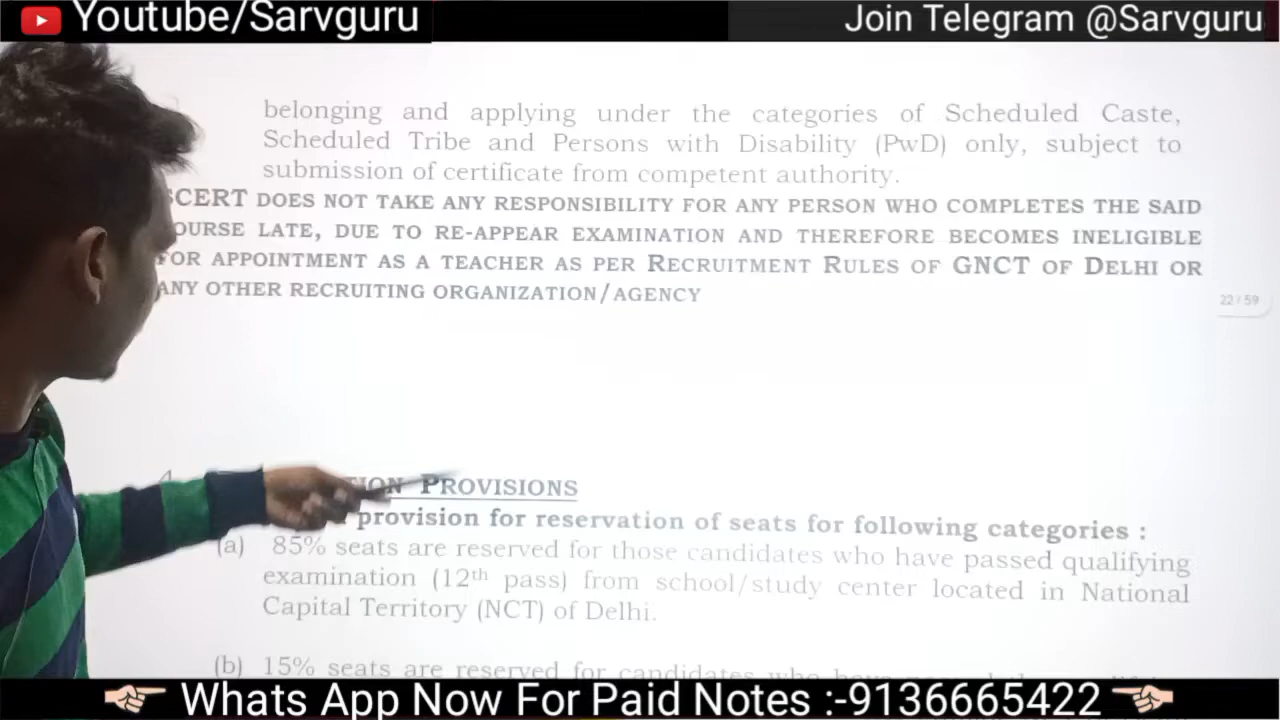 Youtube/Sarvguru
Join Telegram @Sarvguru
belonging and applying under the categories of Scheduled Caste,
Scheduled Tribe and Persons with Disability (PwD) only, subject to
submission of certificate from competent authority.
SCERT DOES NOT TAKE ANY RESPONSIBILITY FOR ANY PERSON WHO COMPLETES THE SAID
OURSE LATE, DUE TO RE-APPEAR EXAMINATION AND THEREFORE BECOMES INELIGIBLE
FOR APPOINTMENT AS A TEACHER AS PER RECRUITMENT RULES OF GNCT OF DELHI OR
ANY OTHER RECRUITING ORGANIZATION/AGENCY
22 / 59
ION PROVISIONS
provision for reservation of seats for following categories :
(a) 85% seats are reserved for those candidates who have passed qualifying
examination (12th pass) from school/study center located in National
Capital Territory (NCT) of Delhi.
(b) 15% seats are reserved for candidates who have
Whats App Now For Paid Notes :-9136665422